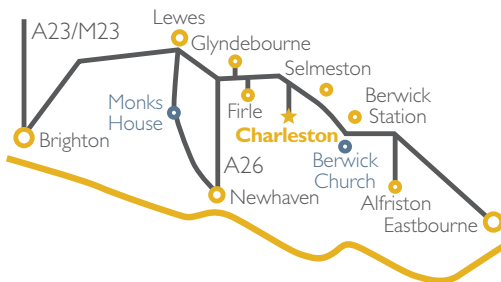 Lewes
A23/M23
Glyndebourne
Selmeston
Monks
House
Firle
Berwick
Station
Brighton
Charleston
Berwick
Church
A26
Newhaven
Alfriston
Eastbourne